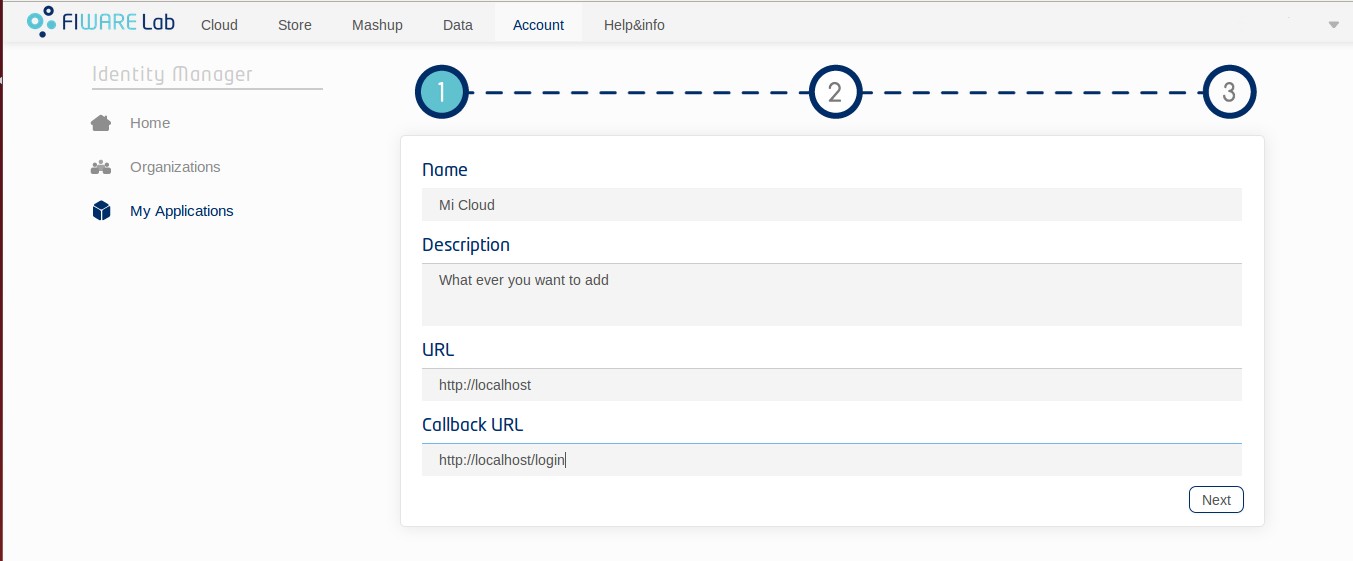 FIWARE Lab Cloud Store Mashup Data Account Help&info
Identity Manager
1 2 3
Home
Organizations
My Applications
Name
Mi Cloud
Description
What ever you want to add
URL
http://localhost
Callback URL
http://localhost/login
Next